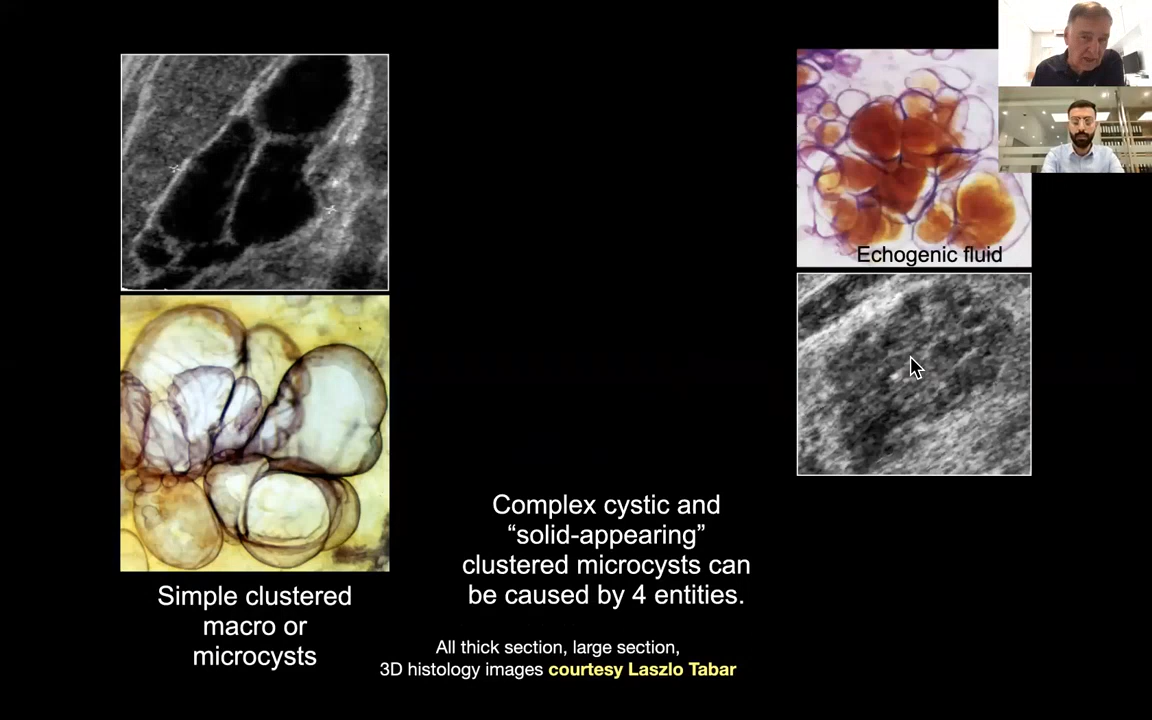 Echogenic fluid
Complex cystic and
“solid-appearing”
clustered microcysts can
be caused by 4 entities.
Simple clustered
macro or
microcysts
All thick section, large section,
3D histology images courtesy Laszlo Tabar